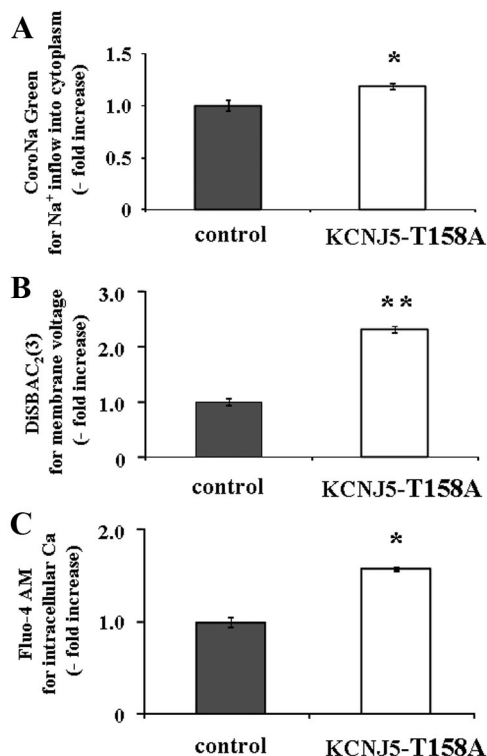 A
CoroNa Green
for Na⁺ inflow into cytoplasm
(- fold increase)
1.5
1.0
0.5
0
*
control
KCNJ5-T158A
B
DiSBAC₂(3)
for membrane voltage
(- fold increase)
3.0
2.0
1.0
0
**
control
KCNJ5-T158A
C
Fluo-4 AM
for intracellular Ca
(- fold increase)
2.0
1.0
0.0
*
control
KCNJ5-T158A